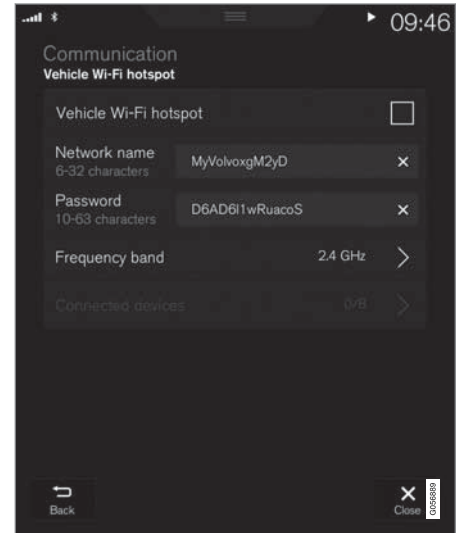 09:46
Communication
Vehicle Wi-Fi hotspot
Vehicle Wi-Fi hotspot
Network name
6-32 characters
MyVolvoxgM2yD
Password
10-63 characters
D6AD6l1wRuacoS
Frequency band
2.4 GHz
Connected devices
0/8
Back
Close
G056889